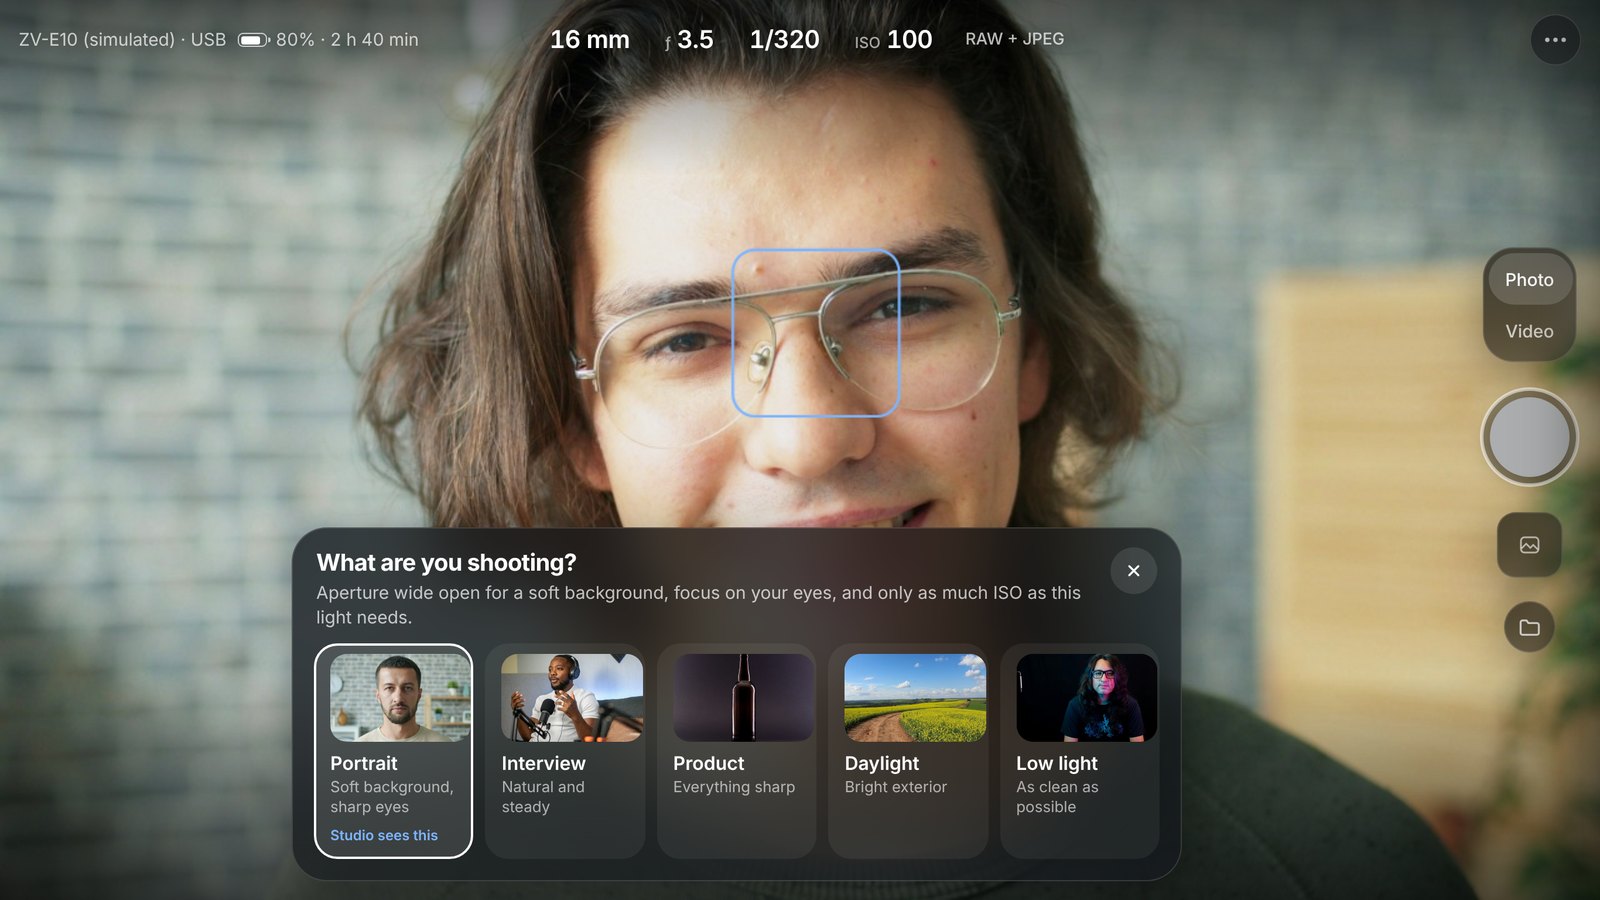 ZV-E10 (simulated) · USB 80% · 2 h 40 min
16 mm ƒ 3.5 1/320 ISO 100 RAW + JPEG
Photo
Video
What are you shooting?
Aperture wide open for a soft background, focus on your eyes, and only as much ISO as this
light needs.
Portrait
Soft background,
sharp eyes
Studio sees this
Interview
Natural and
steady
Product
Everything sharp
Daylight
Bright exterior
Low light
As clean as
possible